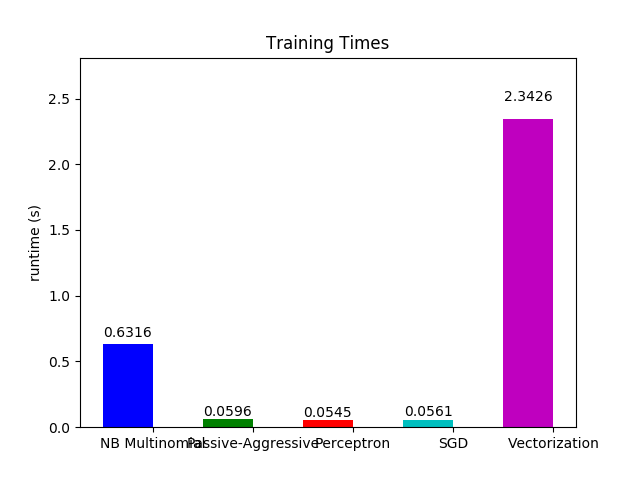 Training Times
runtime (s)
2.5
2.0
1.5
1.0
0.5
0.0
0.6316
0.0596
0.0545
0.0561
2.3426
NB Multinomial
Passive-Aggressive
Perceptron
SGD
Vectorization